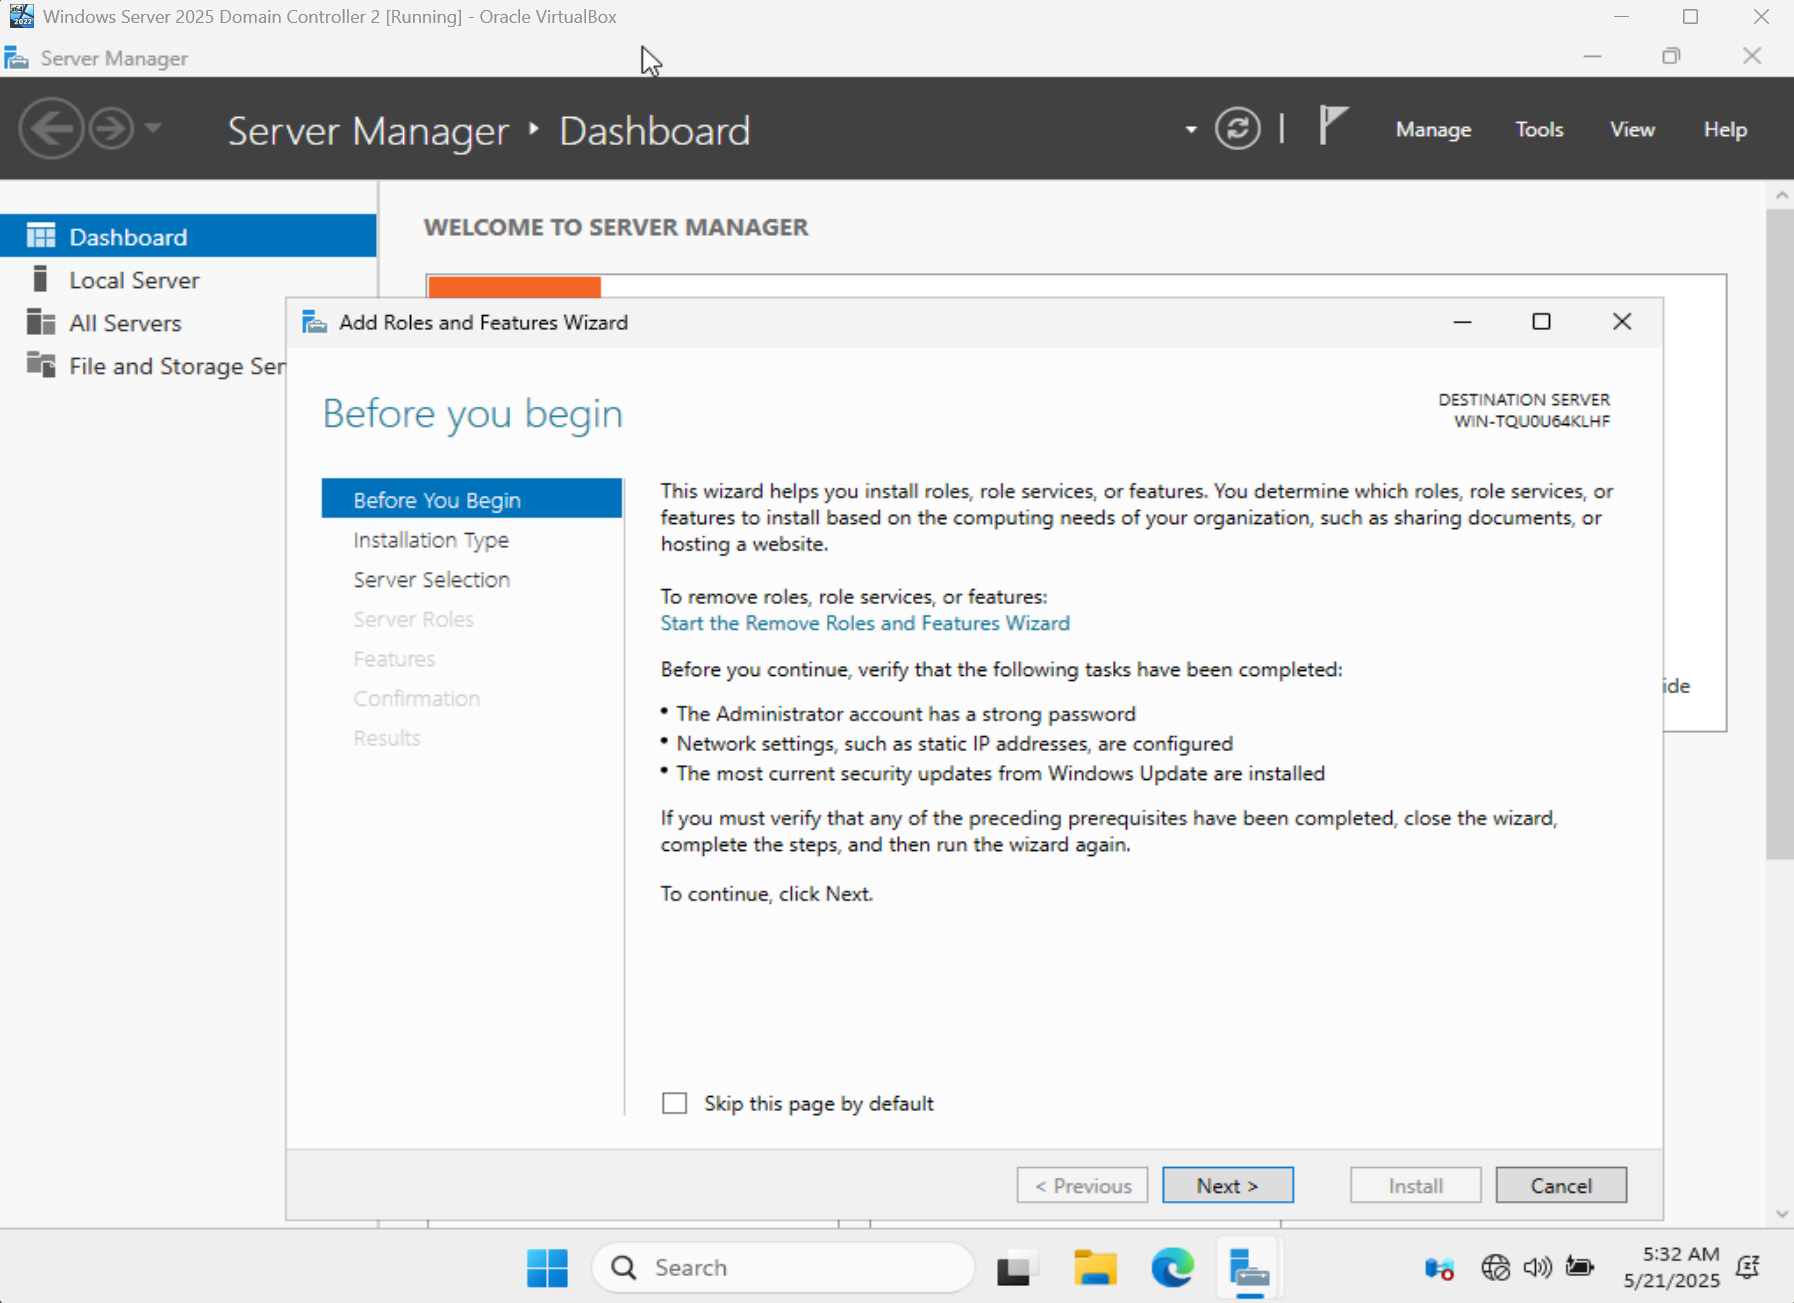 Windows Server 2025 Domain Controller 2 [Running] - Oracle VirtualBox
Server Manager
Server Manager ‣ Dashboard
Manage Tools View Help
Dashboard
Local Server
All Servers
File and Storage Ser
WELCOME TO SERVER MANAGER
Add Roles and Features Wizard
Before you begin
DESTINATION SERVER
WIN-TQU0U64KLHF
Before You Begin
Installation Type
Server Selection
Server Roles
Features
Confirmation
Results
This wizard helps you install roles, role services, or features. You determine which roles, role services, or
features to install based on the computing needs of your organization, such as sharing documents, or
hosting a website.
To remove roles, role services, or features:
Start the Remove Roles and Features Wizard
Before you continue, verify that the following tasks have been completed:
• The Administrator account has a strong password
• Network settings, such as static IP addresses, are configured
• The most current security updates from Windows Update are installed
If you must verify that any of the preceding prerequisites have been completed, close the wizard,
complete the steps, and then run the wizard again.
To continue, click Next.
Skip this page by default
ide
< Previous
Next >
Install
Cancel
Search
5:32 AM
5/21/2025